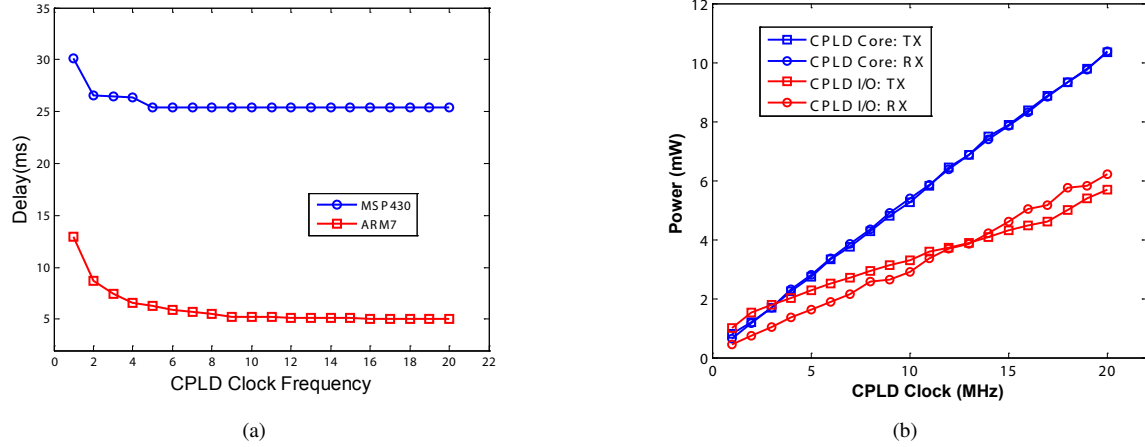 35
30
25
20
15
10
5
0 2 4 6 8 10 12 14 16 18 20 22
Delay(ms)
CPLD Clock Frequency
MSP430
ARM7
(a)
12
10
8
6
4
2
0
0 5 10 15 20
Power (mW)
CPLD Clock (MHz)
CPLD Core: TX
CPLD Core: RX
CPLD I/O: TX
CPLD I/O: RX
(b)